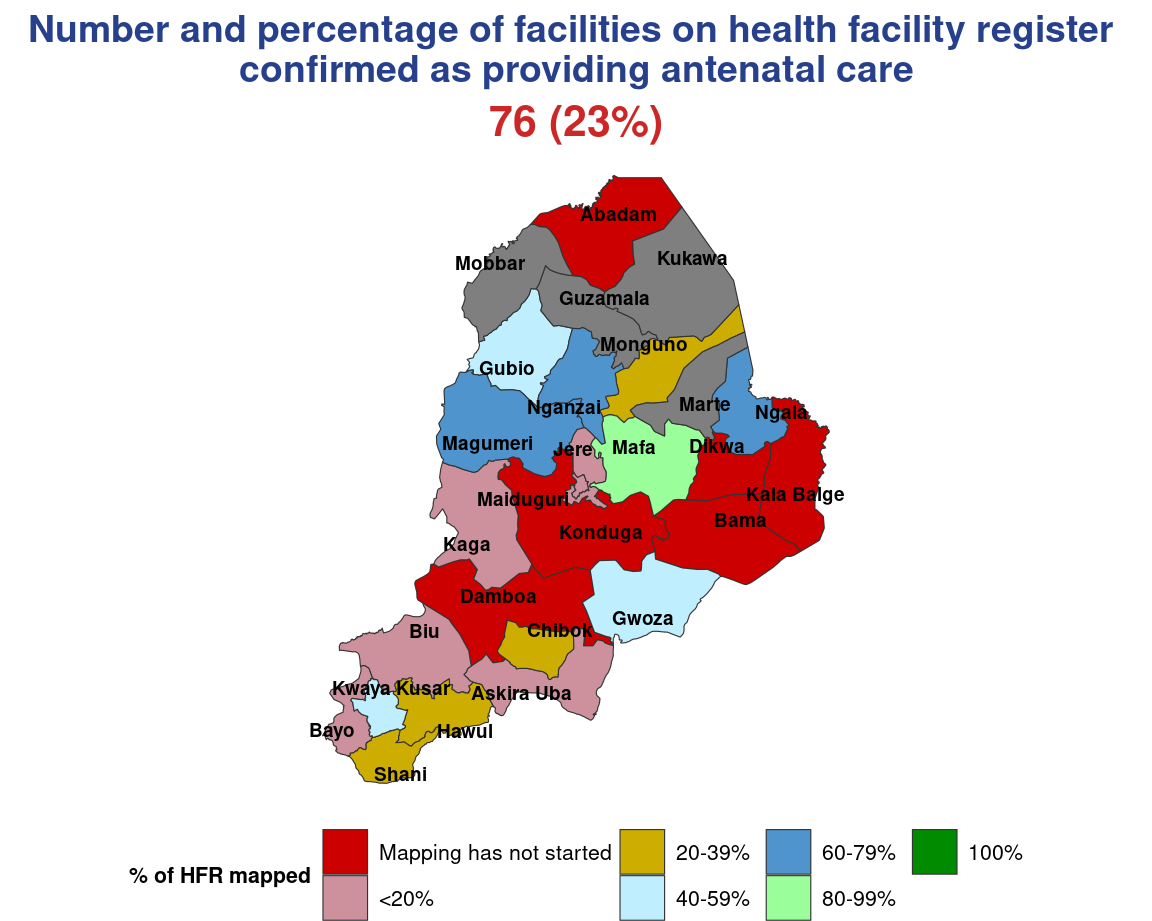 Number and percentage of facilities on health facility register
confirmed as providing antenatal care
76 (23%)
Abadam
Kukawa
Mobbar
Guzamala
Monguno
Gubio
Nganzai
Marte
Ngala
Magumeri
Jere
Mafa
Dikwa
Maiduguri
Kala Balge
Konduga
Bama
Kaga
Damboa
Gwoza
Biu
Chibok
Kwaya Kusar
Askira Uba
Bayo
Hawul
Shani
% of HFR mapped
Mapping has not started
<20%
20-39%
40-59%
60-79%
80-99%
100%